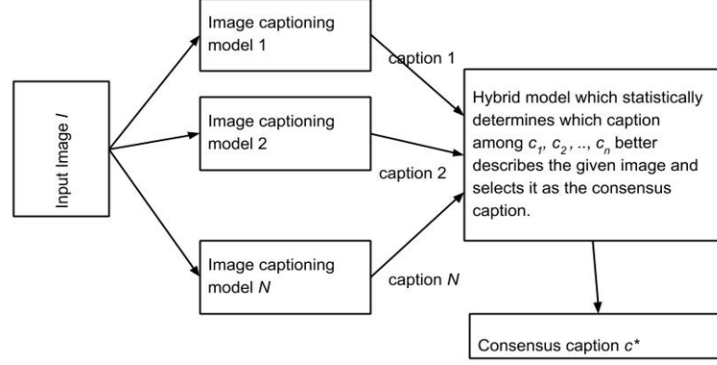 Input Image I
Image captioning
model 1
Image captioning
model 2
Image captioning
model N
caption 1
caption 2
caption N
Hybrid model which statistically
determines which caption
among c₁, c₂, .., cₙ better
describes the given image and
selects it as the consensus
caption.
Consensus caption c*